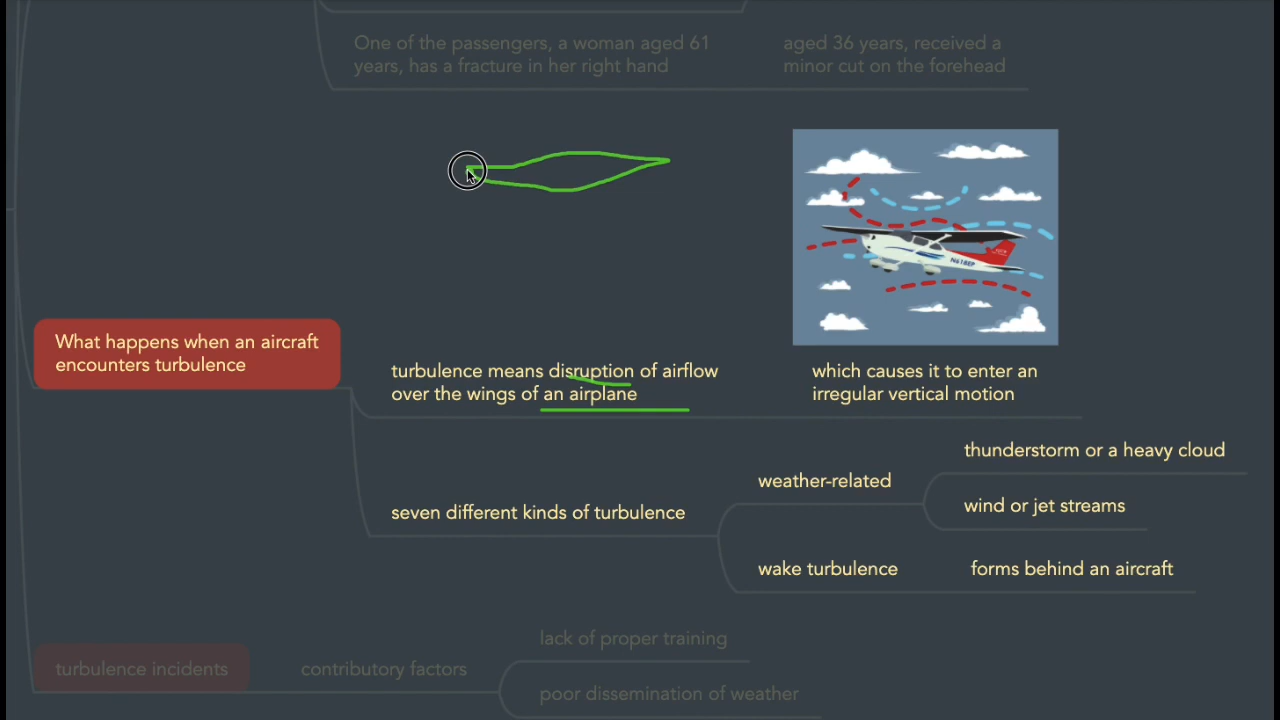 One of the passengers, a woman aged 61
years, has a fracture in her right hand
aged 36 years, received a
minor cut on the forehead
N618EP
What happens when an aircraft
encounters turbulence
turbulence means disruption of airflow
over the wings of an airplane
which causes it to enter an
irregular vertical motion
seven different kinds of turbulence
weather-related
thunderstorm or a heavy cloud
wind or jet streams
wake turbulence
forms behind an aircraft
turbulence incidents
contributory factors
lack of proper training
poor dissemination of weather